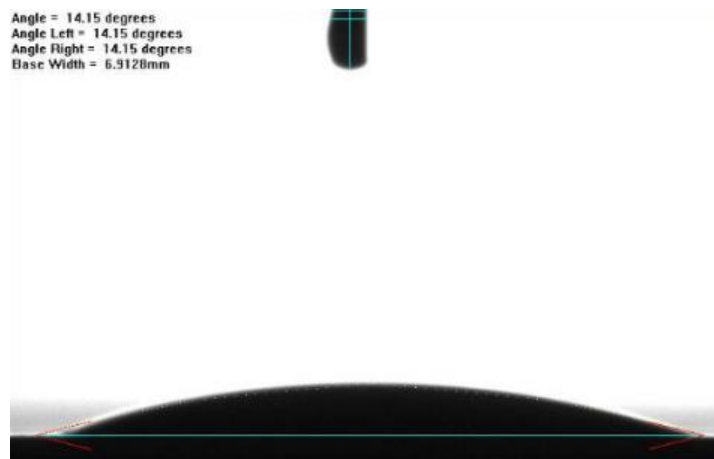 Angle = 14.15 degrees
Angle Left = 14.15 degrees
Angle Right = 14.15 degrees
Base Width = 6.9128mm